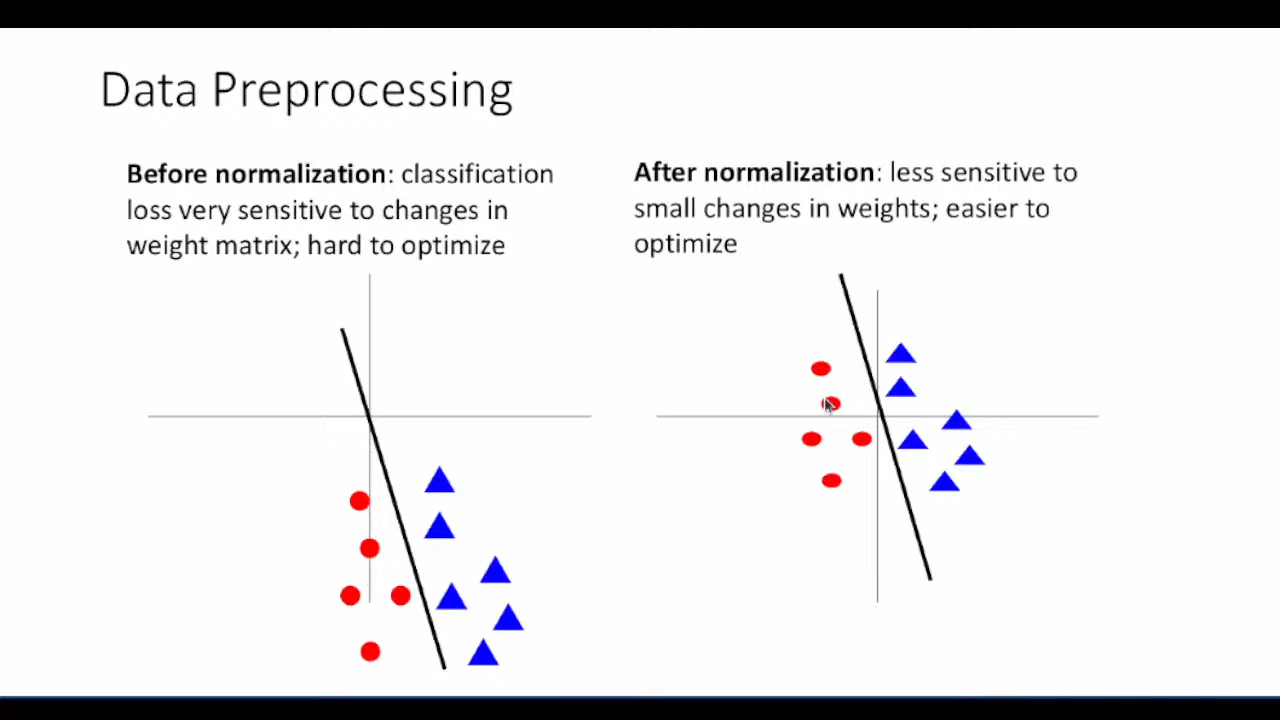 Data Preprocessing
Before normalization: classification
loss very sensitive to changes in
weight matrix; hard to optimize
After normalization: less sensitive to
small changes in weights; easier to
optimize